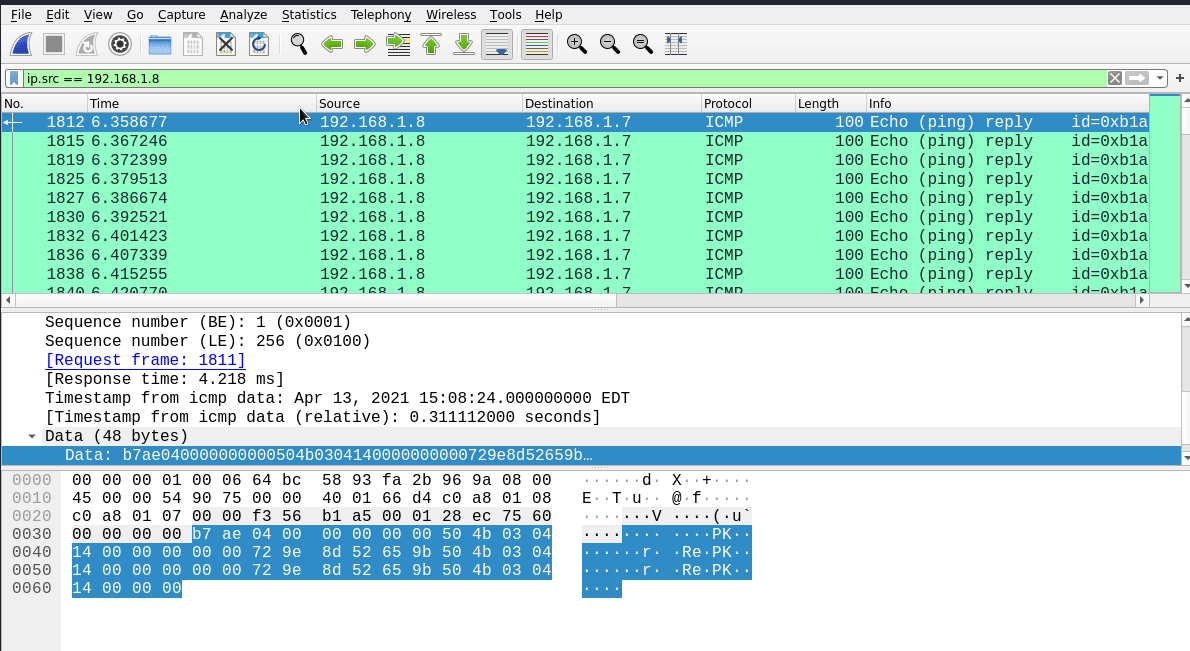 File Edit View Go Capture Analyze Statistics Telephony Wireless Tools Help
ip.src == 192.168.1.8
No. Time Source Destination Protocol Length Info
1812 6.358677 192.168.1.8 192.168.1.7 ICMP 100 Echo (ping) reply id=0xb1a
1815 6.367246 192.168.1.8 192.168.1.7 ICMP 100 Echo (ping) reply id=0xb1a
1819 6.372399 192.168.1.8 192.168.1.7 ICMP 100 Echo (ping) reply id=0xb1a
1825 6.379513 192.168.1.8 192.168.1.7 ICMP 100 Echo (ping) reply id=0xb1a
1827 6.386674 192.168.1.8 192.168.1.7 ICMP 100 Echo (ping) reply id=0xb1a
1830 6.392521 192.168.1.8 192.168.1.7 ICMP 100 Echo (ping) reply id=0xb1a
1832 6.401423 192.168.1.8 192.168.1.7 ICMP 100 Echo (ping) reply id=0xb1a
1836 6.407339 192.168.1.8 192.168.1.7 ICMP 100 Echo (ping) reply id=0xb1a
1838 6.415255 192.168.1.8 192.168.1.7 ICMP 100 Echo (ping) reply id=0xb1a
1840 6.420770 192.168.1.8 192.168.1.7 ICMP 100 Echo (ping) reply id=0xb1a
Sequence number (BE): 1 (0x0001)
Sequence number (LE): 256 (0x0100)
[Request frame: 1811]
[Response time: 4.218 ms]
Timestamp from icmp data: Apr 13, 2021 15:08:24.000000000 EDT
[Timestamp from icmp data (relative): 0.311112000 seconds]
Data (48 bytes)
Data: b7ae040000000000504b0304140000000000729e8d52659b…
0000 00 00 00 01 00 06 64 bc 58 93 fa 2b 96 9a 08 00 ······d· X··+····
0010 45 00 00 54 90 75 00 00 40 01 66 d4 c0 a8 01 08 E··T·u·· @·f·····
0020 c0 a8 01 07 00 00 f3 56 b1 a5 00 01 28 ec 75 60 ·······V ····(·u`
0030 00 00 00 00 b7 ae 04 00 00 00 00 00 50 4b 03 04 ········ ····PK··
0040 14 00 00 00 00 00 72 9e 8d 52 65 9b 50 4b 03 04 ······r· ·Re·PK··
0050 14 00 00 00 00 00 72 9e 8d 52 65 9b 50 4b 03 04 ······r· ·Re·PK··
0060 14 00 00 00 ····